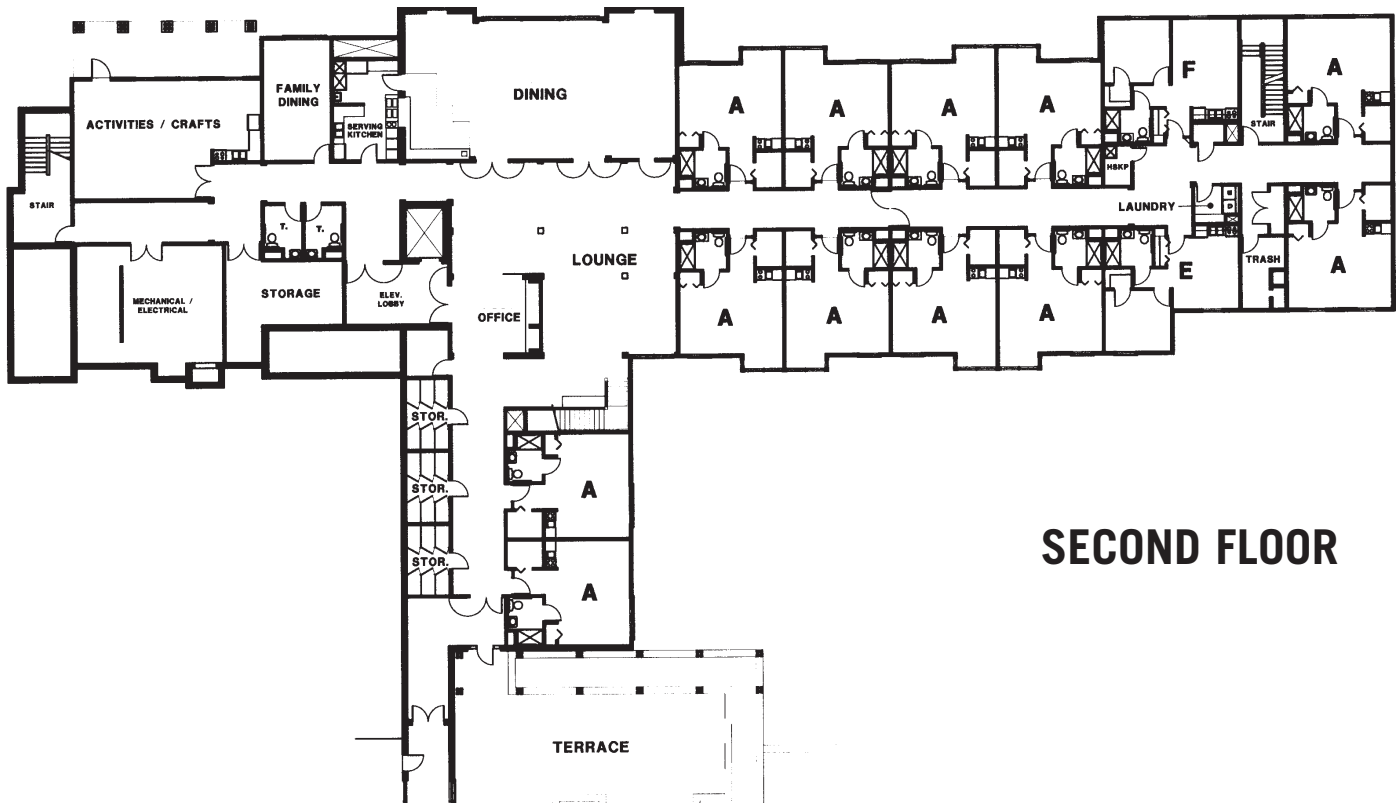 FAMILY
DINING
DINING
ACTIVITIES / CRAFTS
SERVING
KITCHEN
A
A
A
A
F
A
STAIR
HSKP
STAIR
T.
T.
LAUNDRY
LOUNGE
TRASH
STORAGE
ELEV.
LOBBY
MECHANICAL /
ELECTRICAL
OFFICE
A
A
A
A
E
A
STOR.
STOR.
STOR.
A
A
SECOND FLOOR
TERRACE